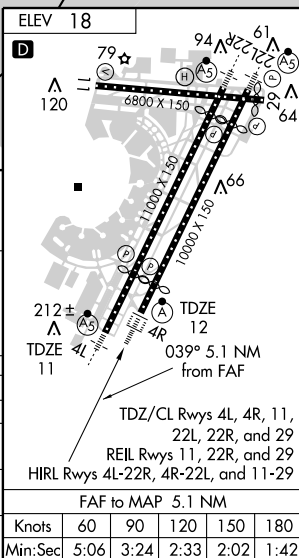 ELEV 18
D
79
94
A5
61
22L
22R
A5
H
P
V
11
120
6800 X 150
29
64
P
P
11000 X 150
66
10000 X 150
P
P
212 ±
A5
A
TDZE
12
TDZE
11
4L
4R
039° 5.1 NM
from FAF
TDZ/CL Rwys 4L, 4R, 11,
22L, 22R, and 29
REIL Rwys 11, 22R, and 29
HIRL Rwys 4L-22R, 4R-22L, and 11-29
FAF to MAP 5.1 NM
Knots 60 90 120 150 180
Min:Sec 5:06 3:24 2:33 2:02 1:42